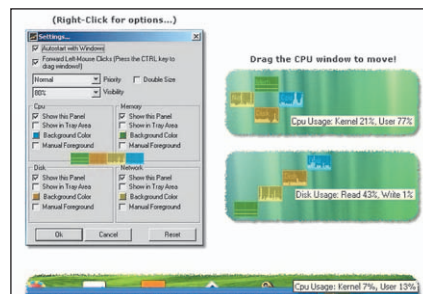 (Right-Click for options...)
Settings...
Autostart with Windows
Forward Left-Mouse Clicks (Press the CTRL key to
drag windows!)
Normal Priority Double Size
80% Visibility
Cpu
Show this Panel
Show in Tray Area
Background Color
Manual Foreground
Memory
Show this Panel
Show in Tray Area
Background Color
Manual Foreground
Disk
Show this Panel
Show in Tray Area
Background Color
Manual Foreground
Network
Show this Panel
Show in Tray Area
Background Color
Manual Foreground
Ok Cancel Reset
Drag the CPU window to move!
Cpu Usage: Kernel 21%, User 77%
Disk Usage: Read 43%, Write 1%
Cpu Usage: Kernel 7%, User 13%